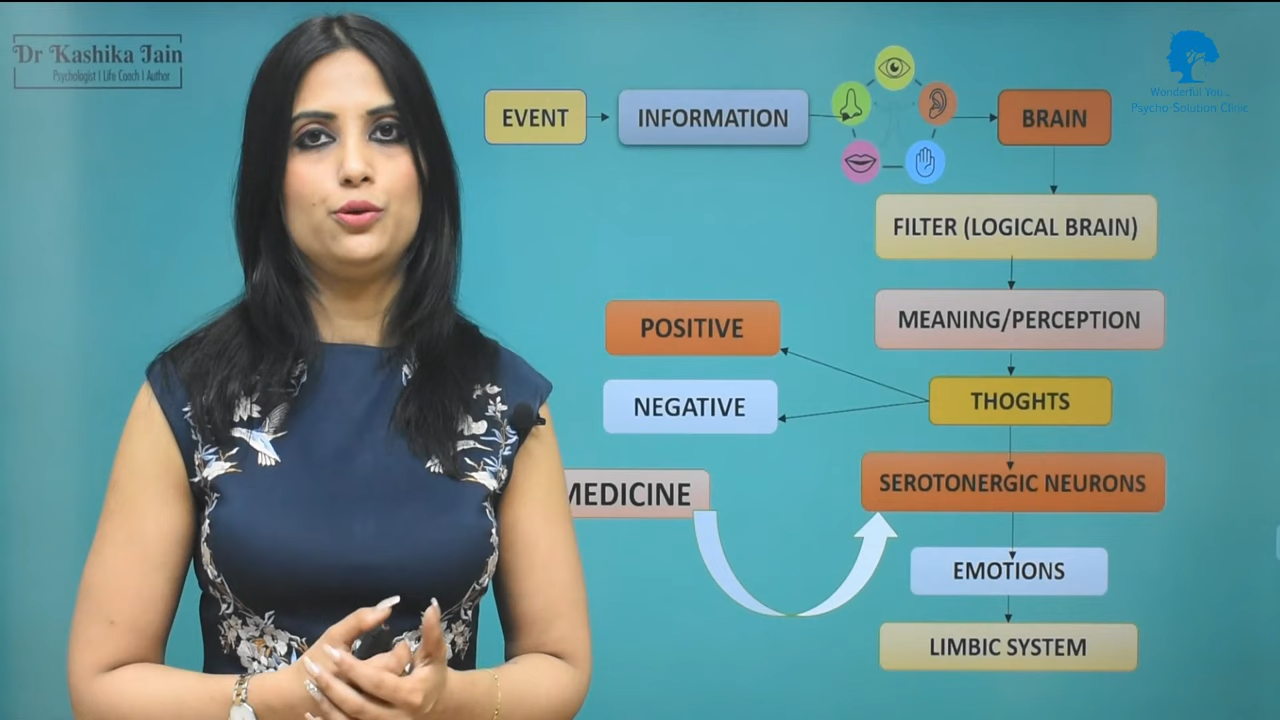 Dr Kashika Jain
Psychologist | Life Coach | Author
Wonderful You...
Psycho-Solution Clinic
EVENT
INFORMATION
BRAIN
FILTER (LOGICAL BRAIN)
MEANING/PERCEPTION
POSITIVE
THOGHTS
NEGATIVE
MEDICINE
SEROTONERGIC NEURONS
EMOTIONS
LIMBIC SYSTEM